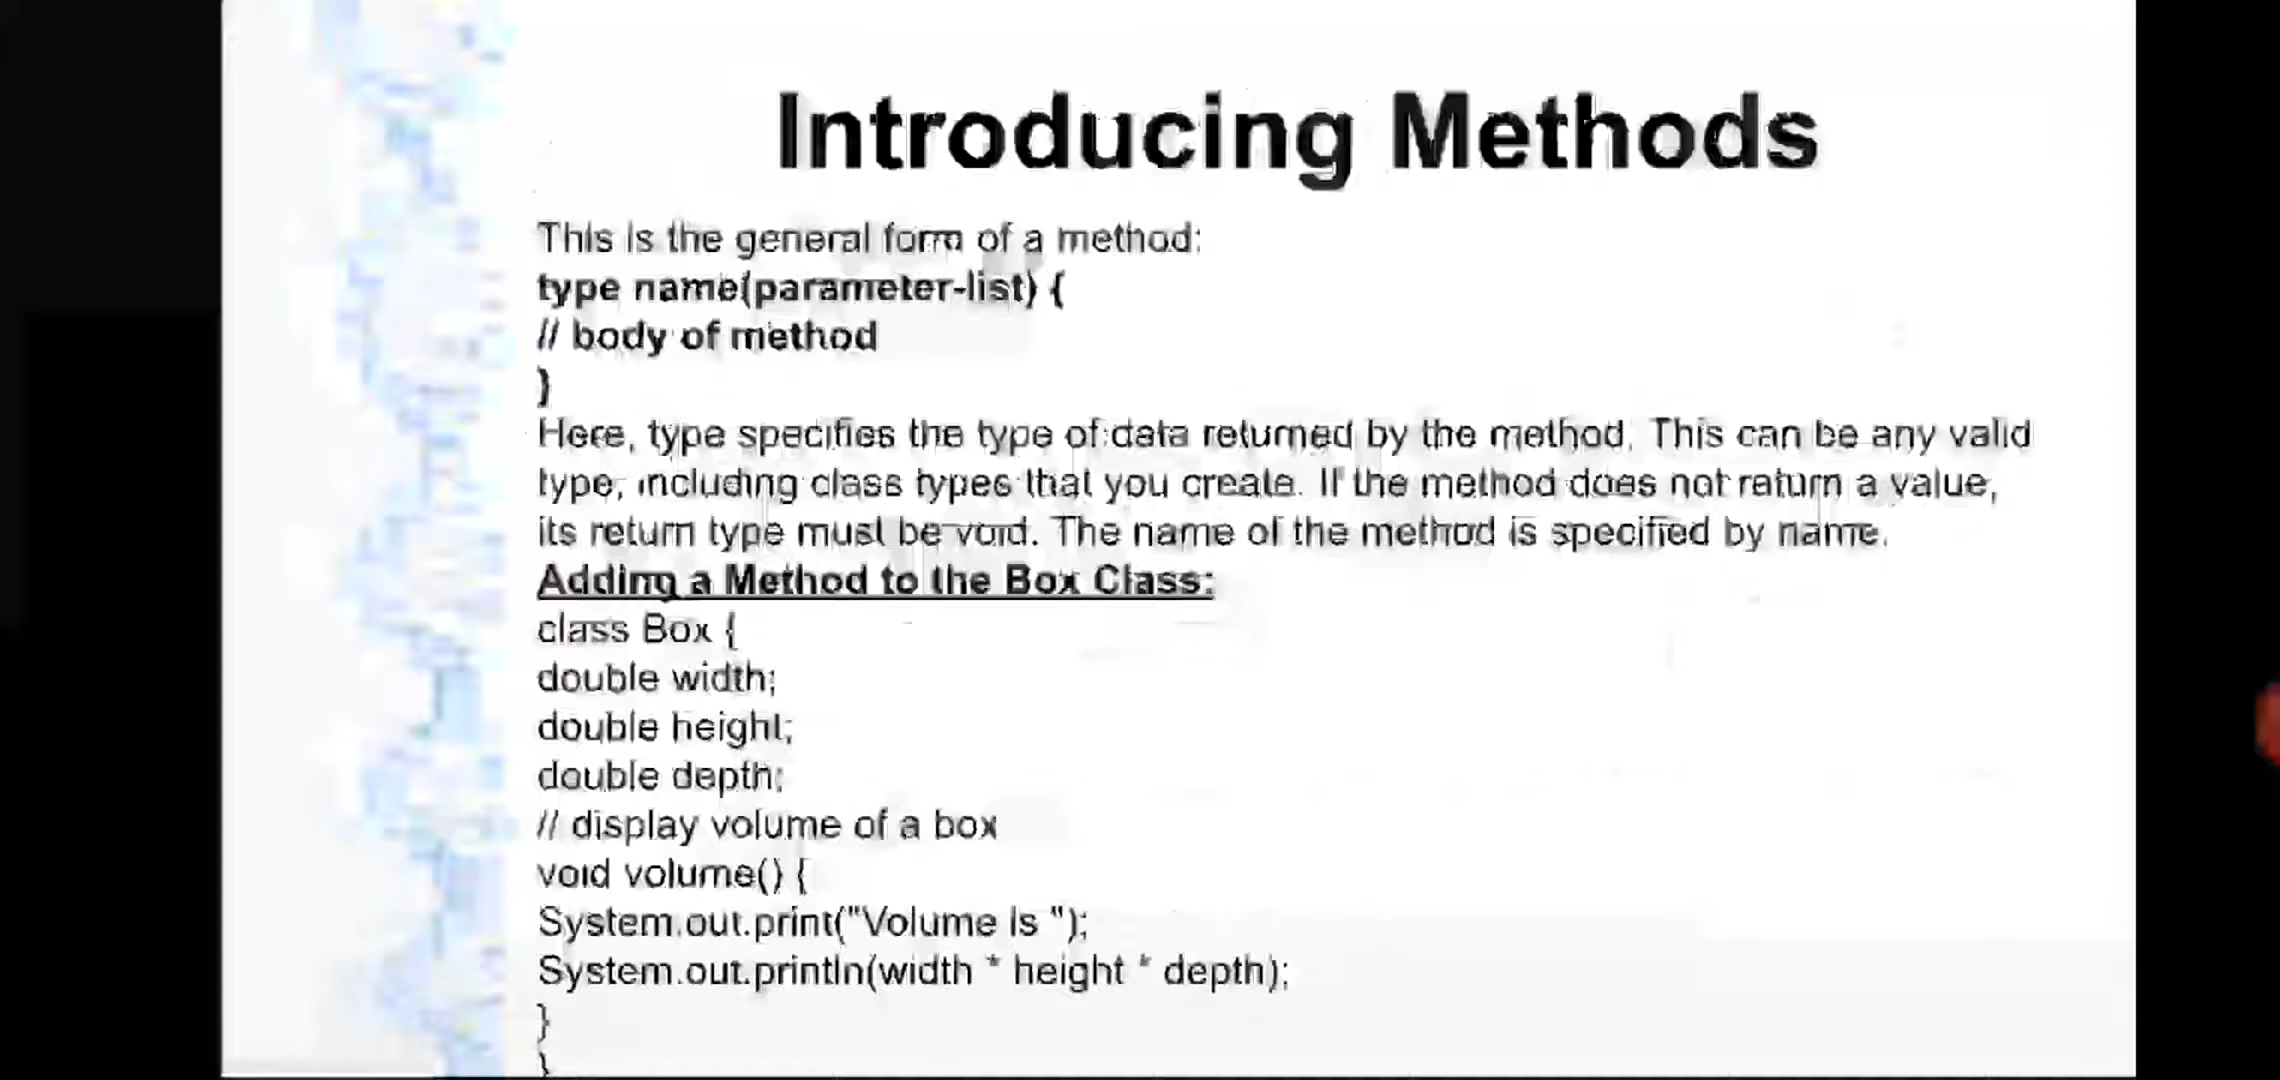 Introducing Methods
This is the general form of a method:
type name(parameter-list) {
// body of method
}
Here, type specifies the type of data returned by the method. This can be any valid
type, including class types that you create. If the method does not return a value,
its return type must be void. The name of the method is specified by name.
Adding a Method to the Box Class:
class Box {
double width;
double height;
double depth;
// display volume of a box
void volume() {
System.out.print("Volume is ");
System.out.println(width * height * depth);
}
}